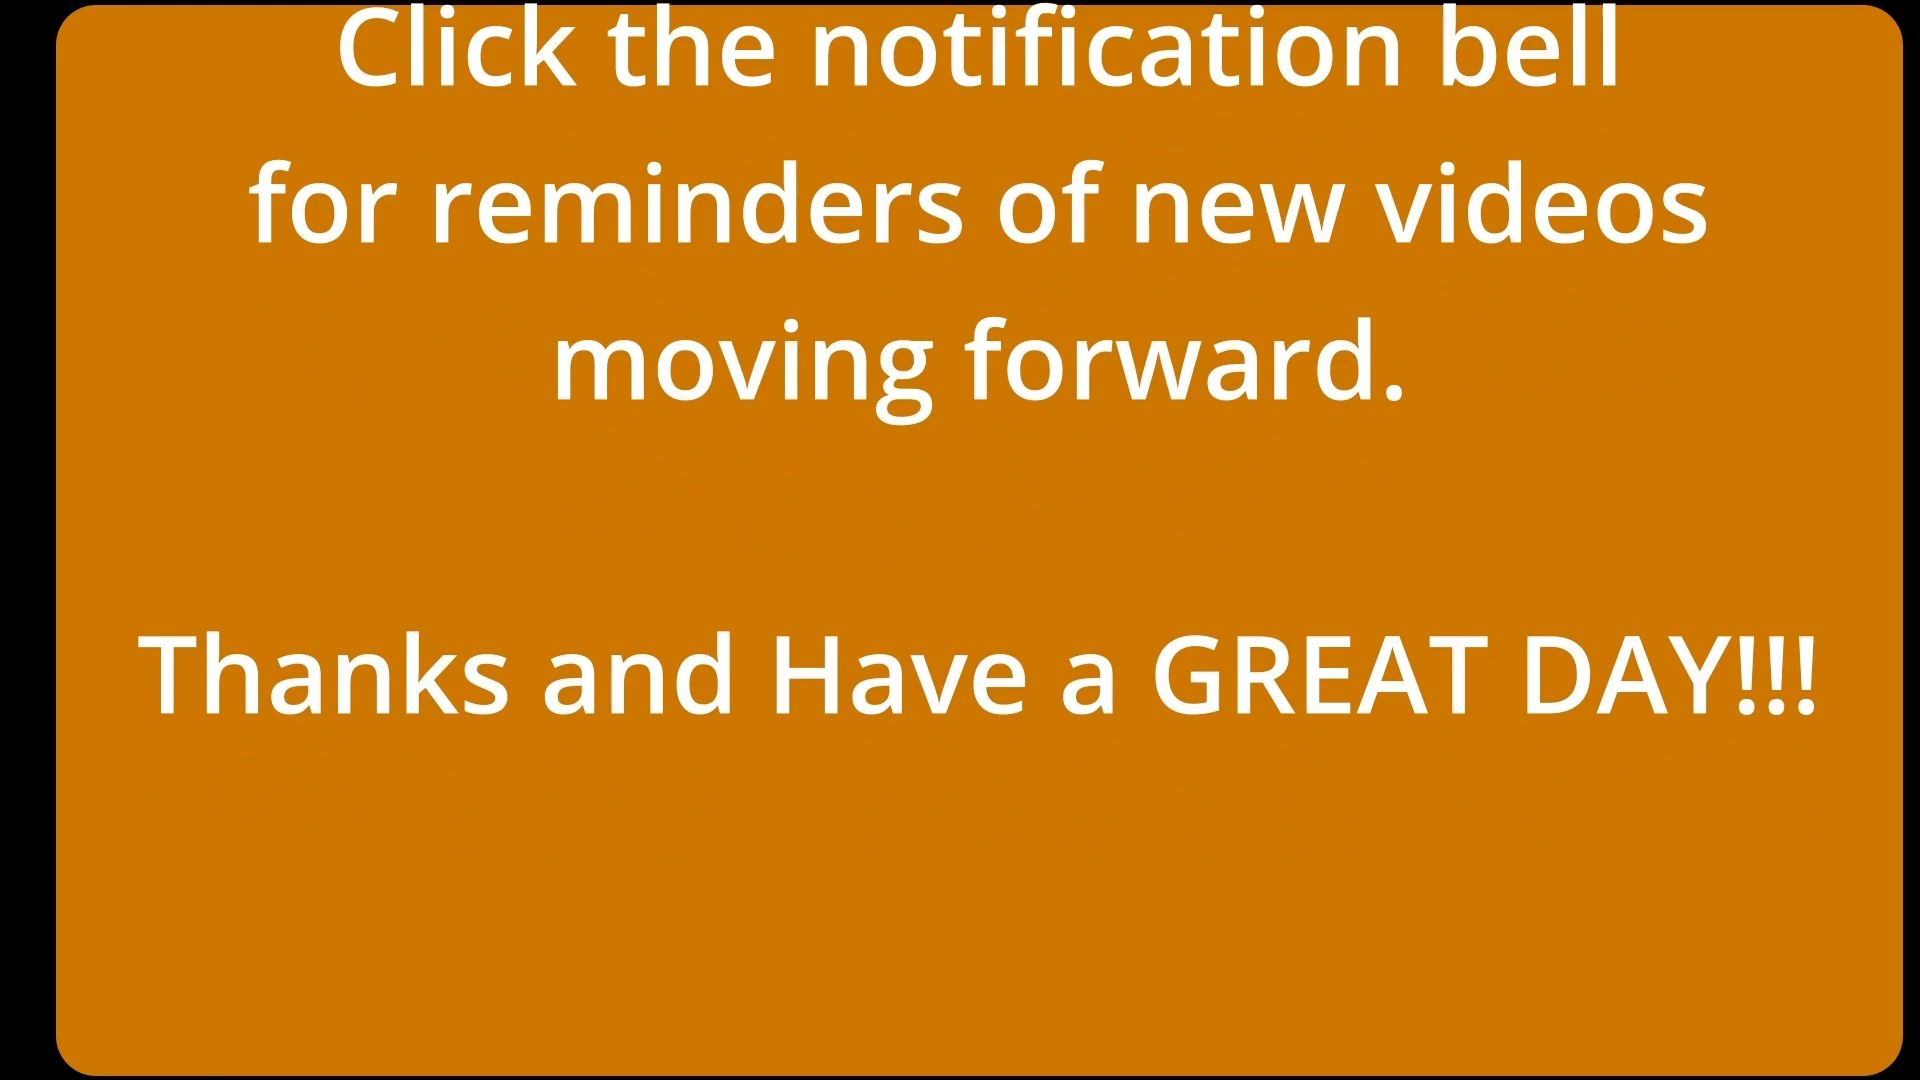 Click the notification bell
for reminders of new videos
moving forward.
Thanks and Have a GREAT DAY!!!